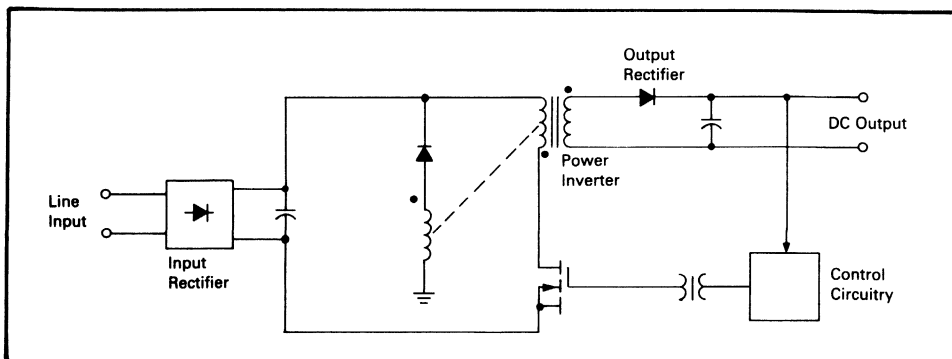 Output
Rectifier
DC Output
Power
Inverter
Line
Input
Input
Rectifier
Control
Circuitry